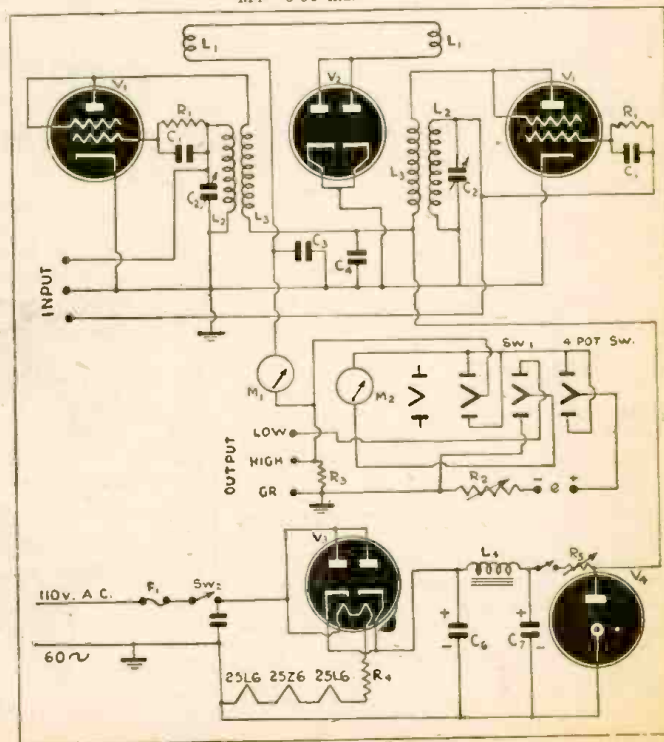 L1
L1
V1
V2
V1
R1
C1
C2
L2
L3
L3
L2
C2
R1
C1
C3
C4
INPUT
M1
M2
SW1
4 POT SW.
LOW
HIGH
GR
OUTPUT
R3
R2
- e +
V3
L4
R5
V4
110V. A.C.
F1
SW2
+
-
C6
+
-
C7
60~
25L6 25Z6 25L6
R4